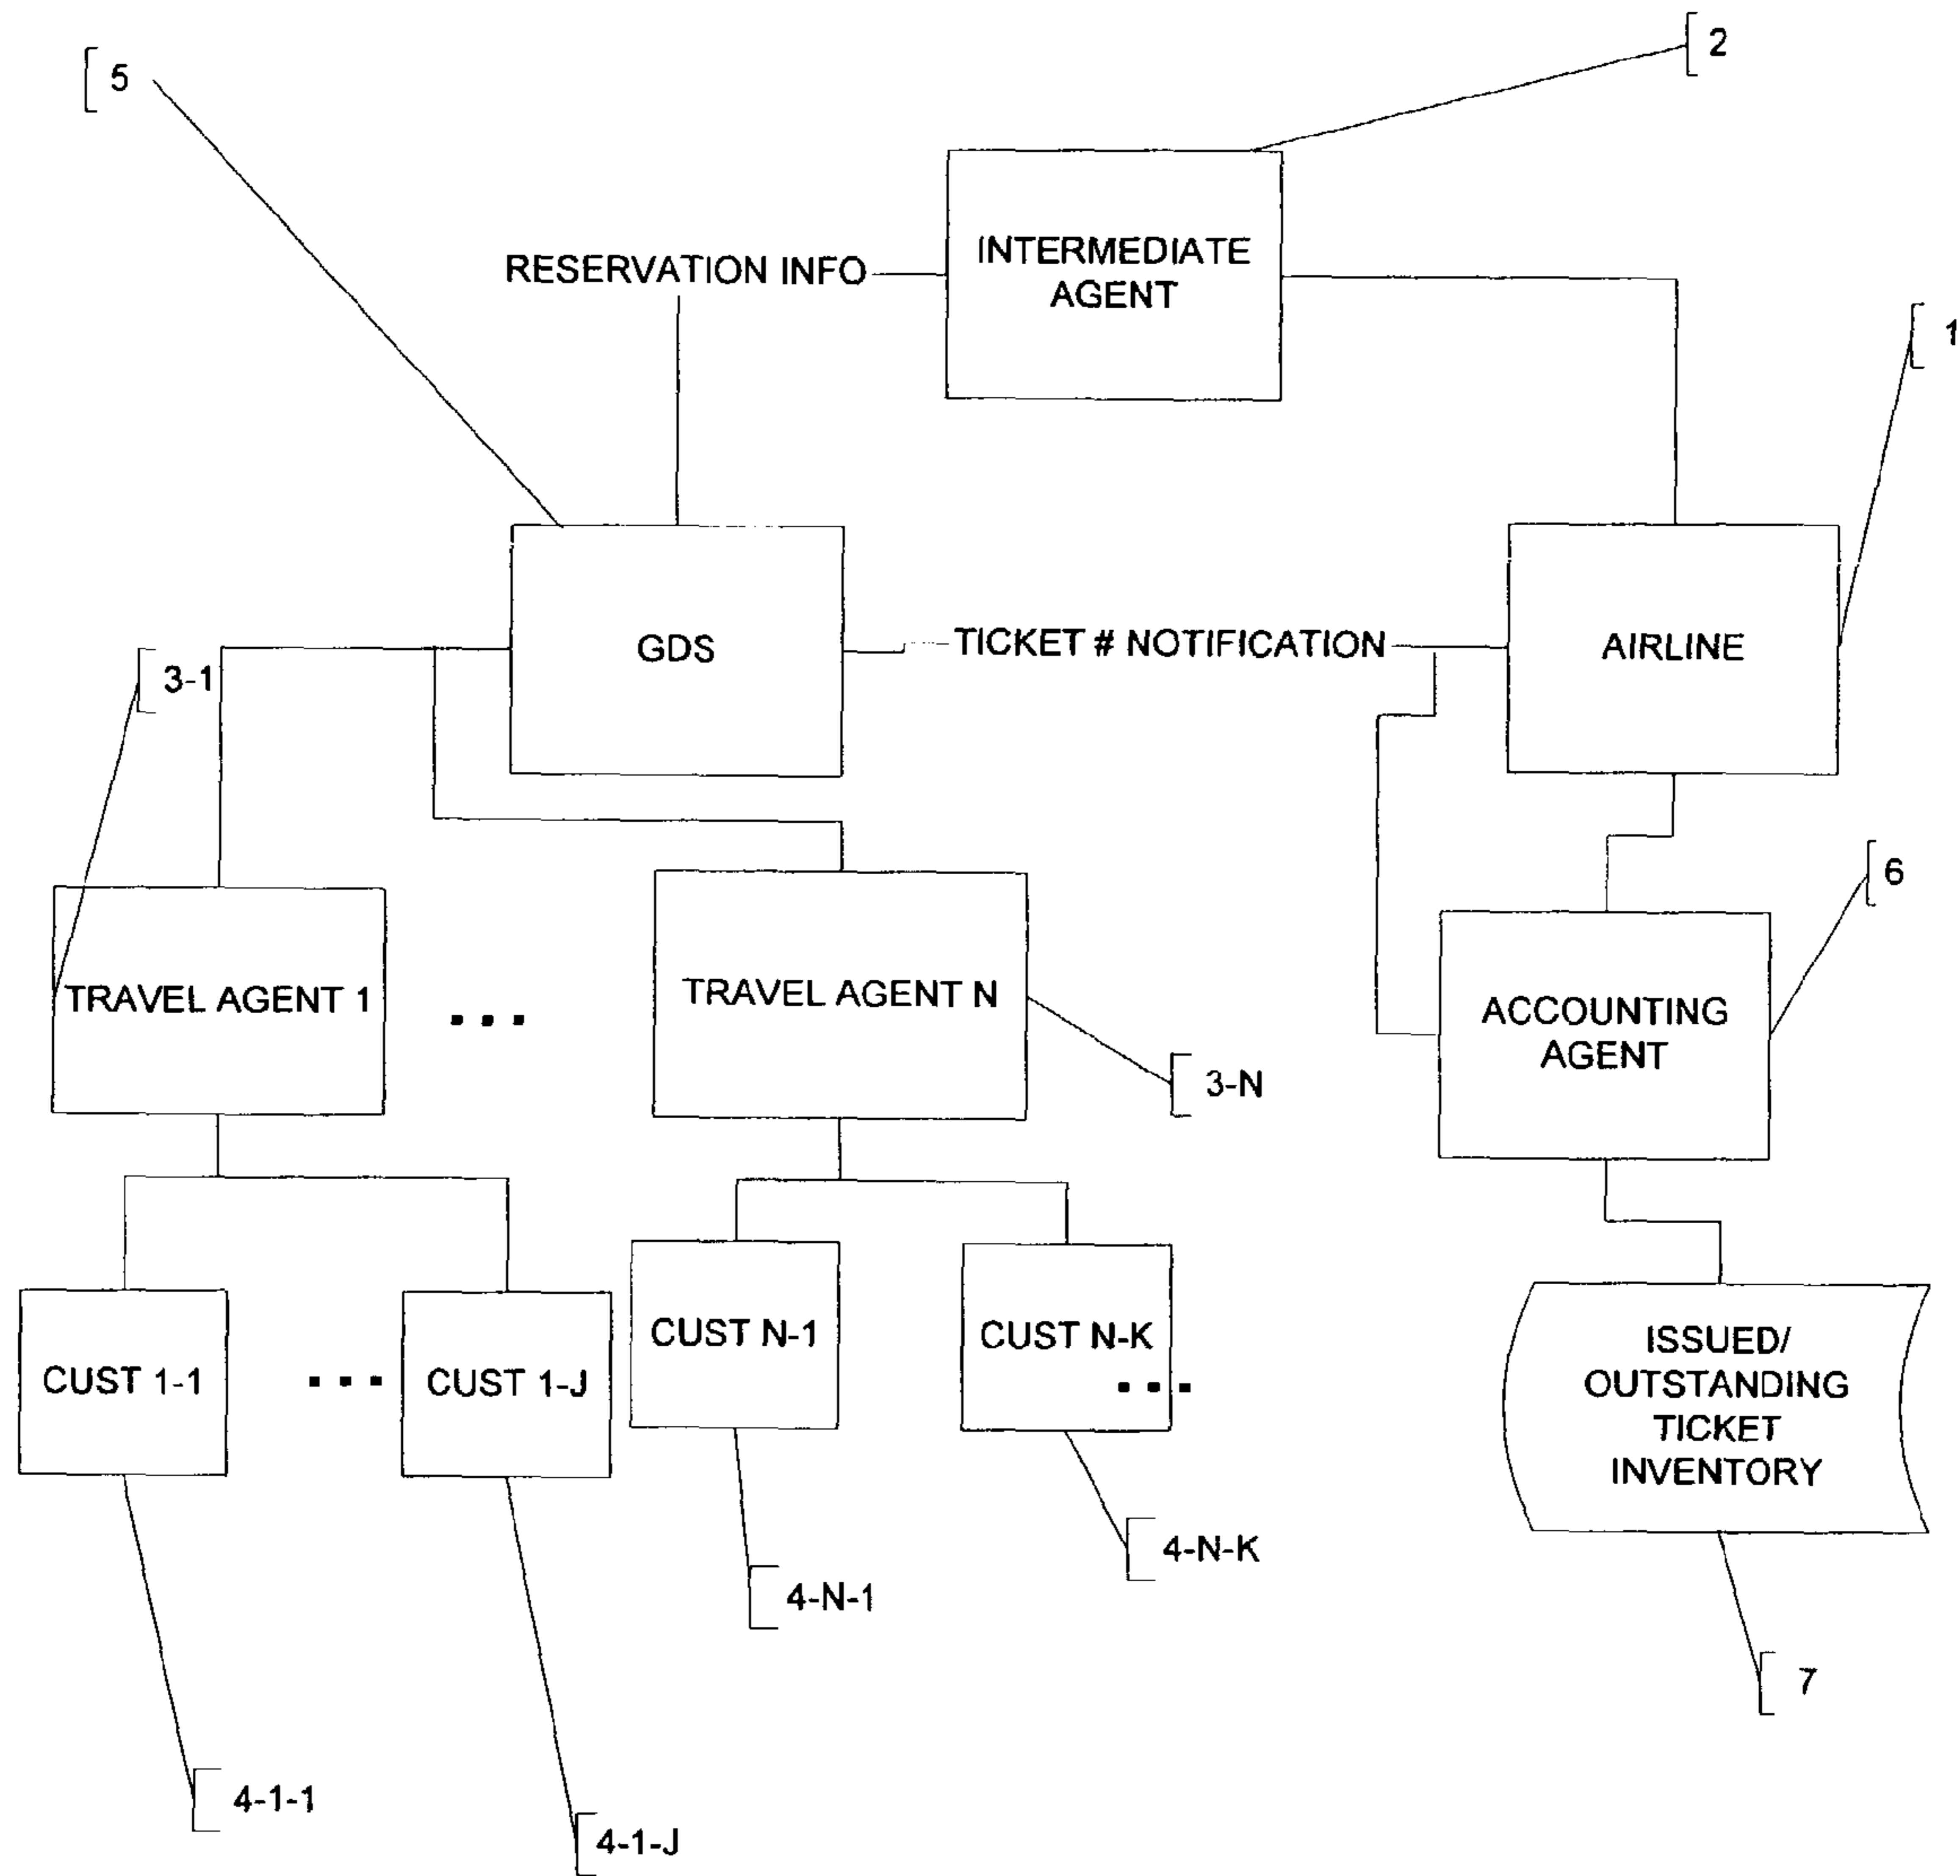 5
2
INTERMEDIATE
AGENT
RESERVATION INFO
1
GDS
TICKET # NOTIFICATION
AIRLINE
3-1
6
TRAVEL AGENT 1
...
TRAVEL AGENT N
ACCOUNTING
AGENT
3-N
CUST 1-1
...
CUST 1-J
CUST N-1
CUST N-K
...
ISSUED/
OUTSTANDING
TICKET
INVENTORY
4-N-K
4-N-1
7
4-1-1
4-1-J